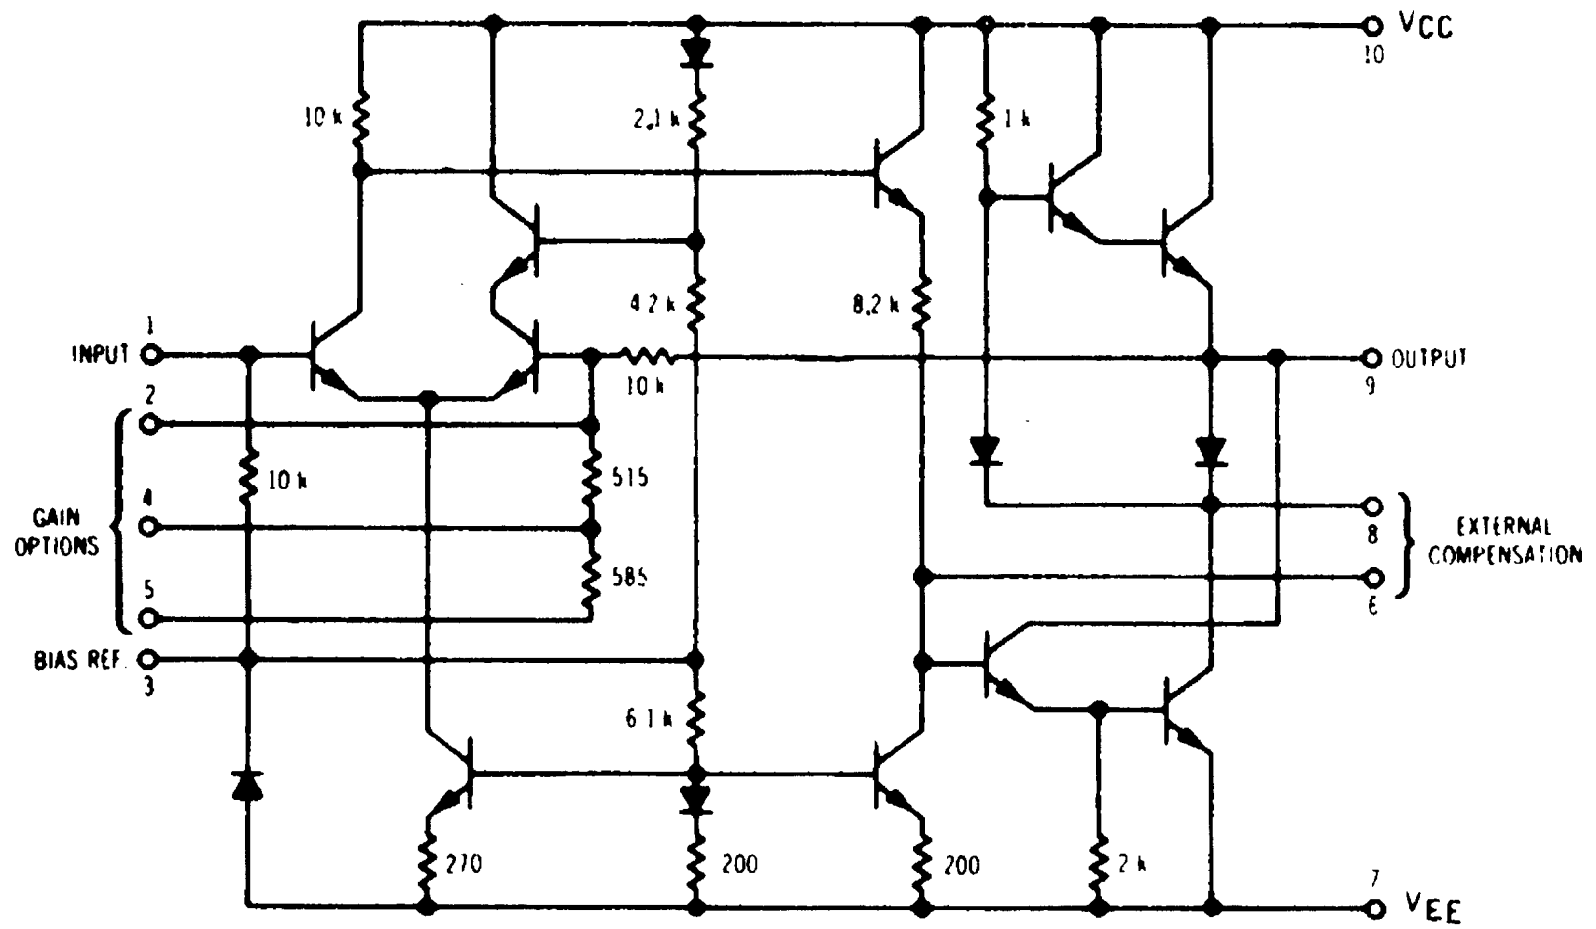 VCC
10
10 k
2.1 k
1 k
4.2 k
8.2 k
1
INPUT
10 k
OUTPUT
9
2
10 k
515
4
GAIN
OPTIONS
8
EXTERNAL
COMPENSATION
585
5
6
BIAS REF.
3
6.1 k
270
200
200
2 k
7
VEE